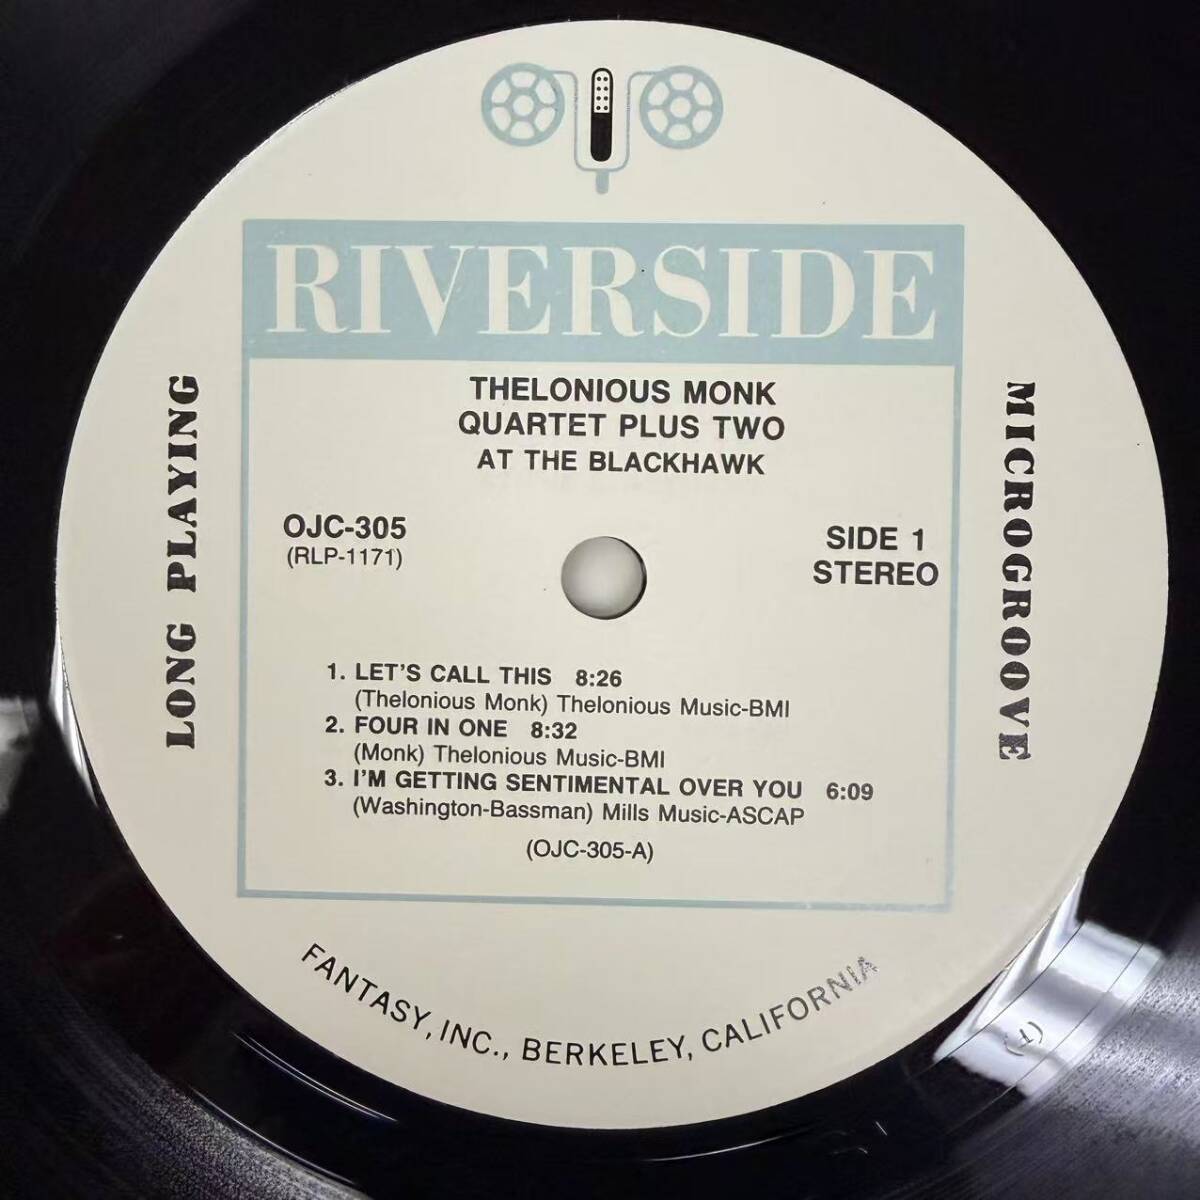 RIVERSIDE
THELONIOUS MONK
QUARTET PLUS TWO
AT THE BLACKHAWK
LONG PLAYING
MICROGROOVE
OJC-305
(RLP-1171)
SIDE 1
STEREO
1. LET'S CALL THIS 8:26
(Thelonious Monk) Thelonious Music-BMI
2. FOUR IN ONE 8:32
(Monk) Thelonious Music-BMI
3. I'M GETTING SENTIMENTAL OVER YOU 6:09
(Washington-Bassman) Mills Music-ASCAP
(OJC-305-A)
FANTASY, INC., BERKELEY, CALIFORNIA